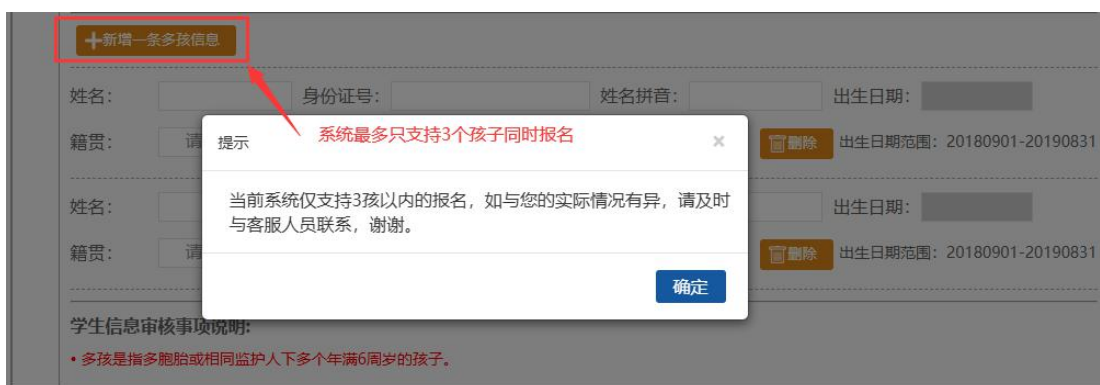 新增一条多孩信息
姓名： 身份证号： 姓名拼音： 出生日期：
系统最多只支持3个孩子同时报名
提示 ×
籍贯： 请 删除 出生日期范围：20180901-20190831
当前系统仅支持3孩以内的报名，如与您的实际情况有异，请及时
与客服人员联系，谢谢。
姓名： 出生日期：
籍贯： 请 删除 出生日期范围：20180901-20190831
确定
学生信息审核事项说明:
• 多孩是指多胞胎或相同监护人下多个年满6周岁的孩子。